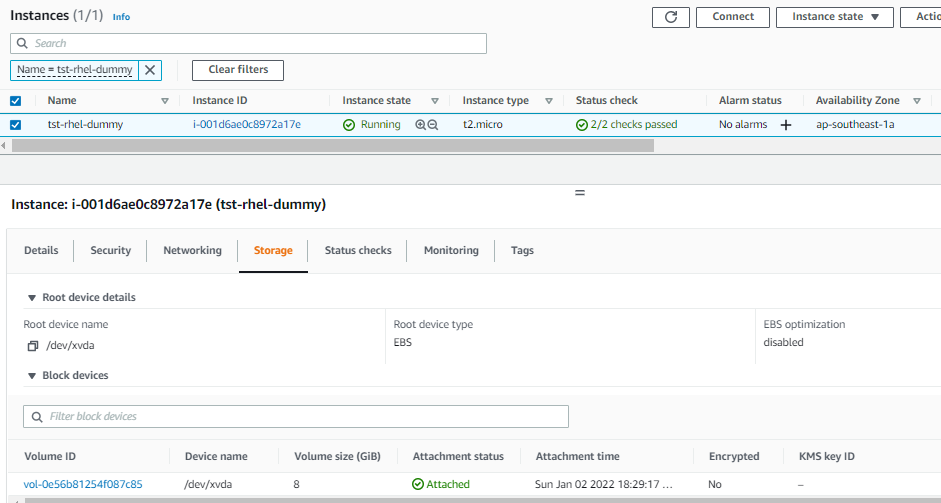 Instances (1/1) Info
Connect Instance state Actio
Search
Name = tst-rhel-dummy Clear filters
Name Instance ID Instance state Instance type Status check Alarm status Availability Zone
tst-rhel-dummy i-001d6ae0c8972a17e Running t2.micro 2/2 checks passed No alarms + ap-southeast-1a
Instance: i-001d6ae0c8972a17e (tst-rhel-dummy)
Details Security Networking Storage Status checks Monitoring Tags
Root device details
Root device name Root device type EBS optimization
/dev/xvda EBS disabled
Block devices
Filter block devices
Volume ID Device name Volume size (GiB) Attachment status Attachment time Encrypted KMS key ID
vol-0e56b81254f087c85 /dev/xvda 8 Attached Sun Jan 02 2022 18:29:17 ... No –